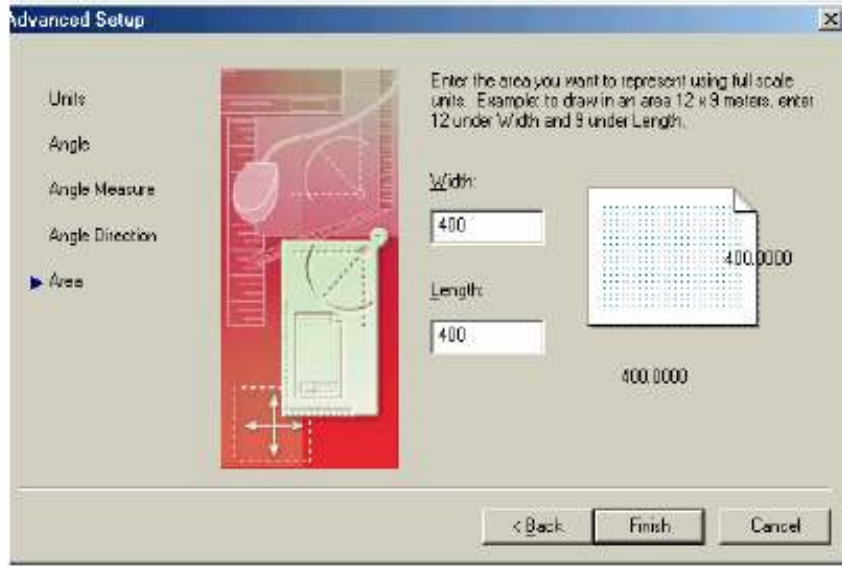 Advanced Setup
Units
Angle
Angle Measure
Angle Direction
Area
Enter the area you want to represent using full scale
units. Example: to draw in an area 12 x 9 meters, enter
12 under Width and 9 under Length.
Width:
400
Length:
400
400.0000
400.0000
< Back
Finish
Cancel